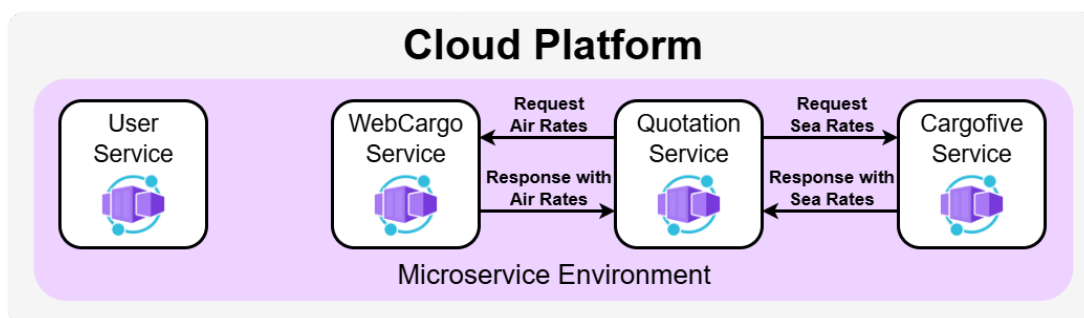 Cloud Platform
User
Service
WebCargo
Service
Request
Air Rates
Response with
Air Rates
Quotation
Service
Request
Sea Rates
Response with
Sea Rates
Cargofive
Service
Microservice Environment